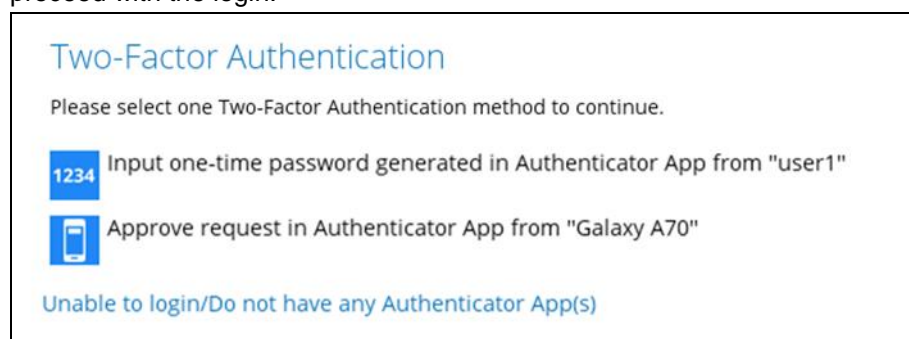 proceed with the login.
Two-Factor Authentication
Please select one Two-Factor Authentication method to continue.
1234 Input one-time password generated in Authenticator App from "user1"
Approve request in Authenticator App from "Galaxy A70"
Unable to login/Do not have any Authenticator App(s)